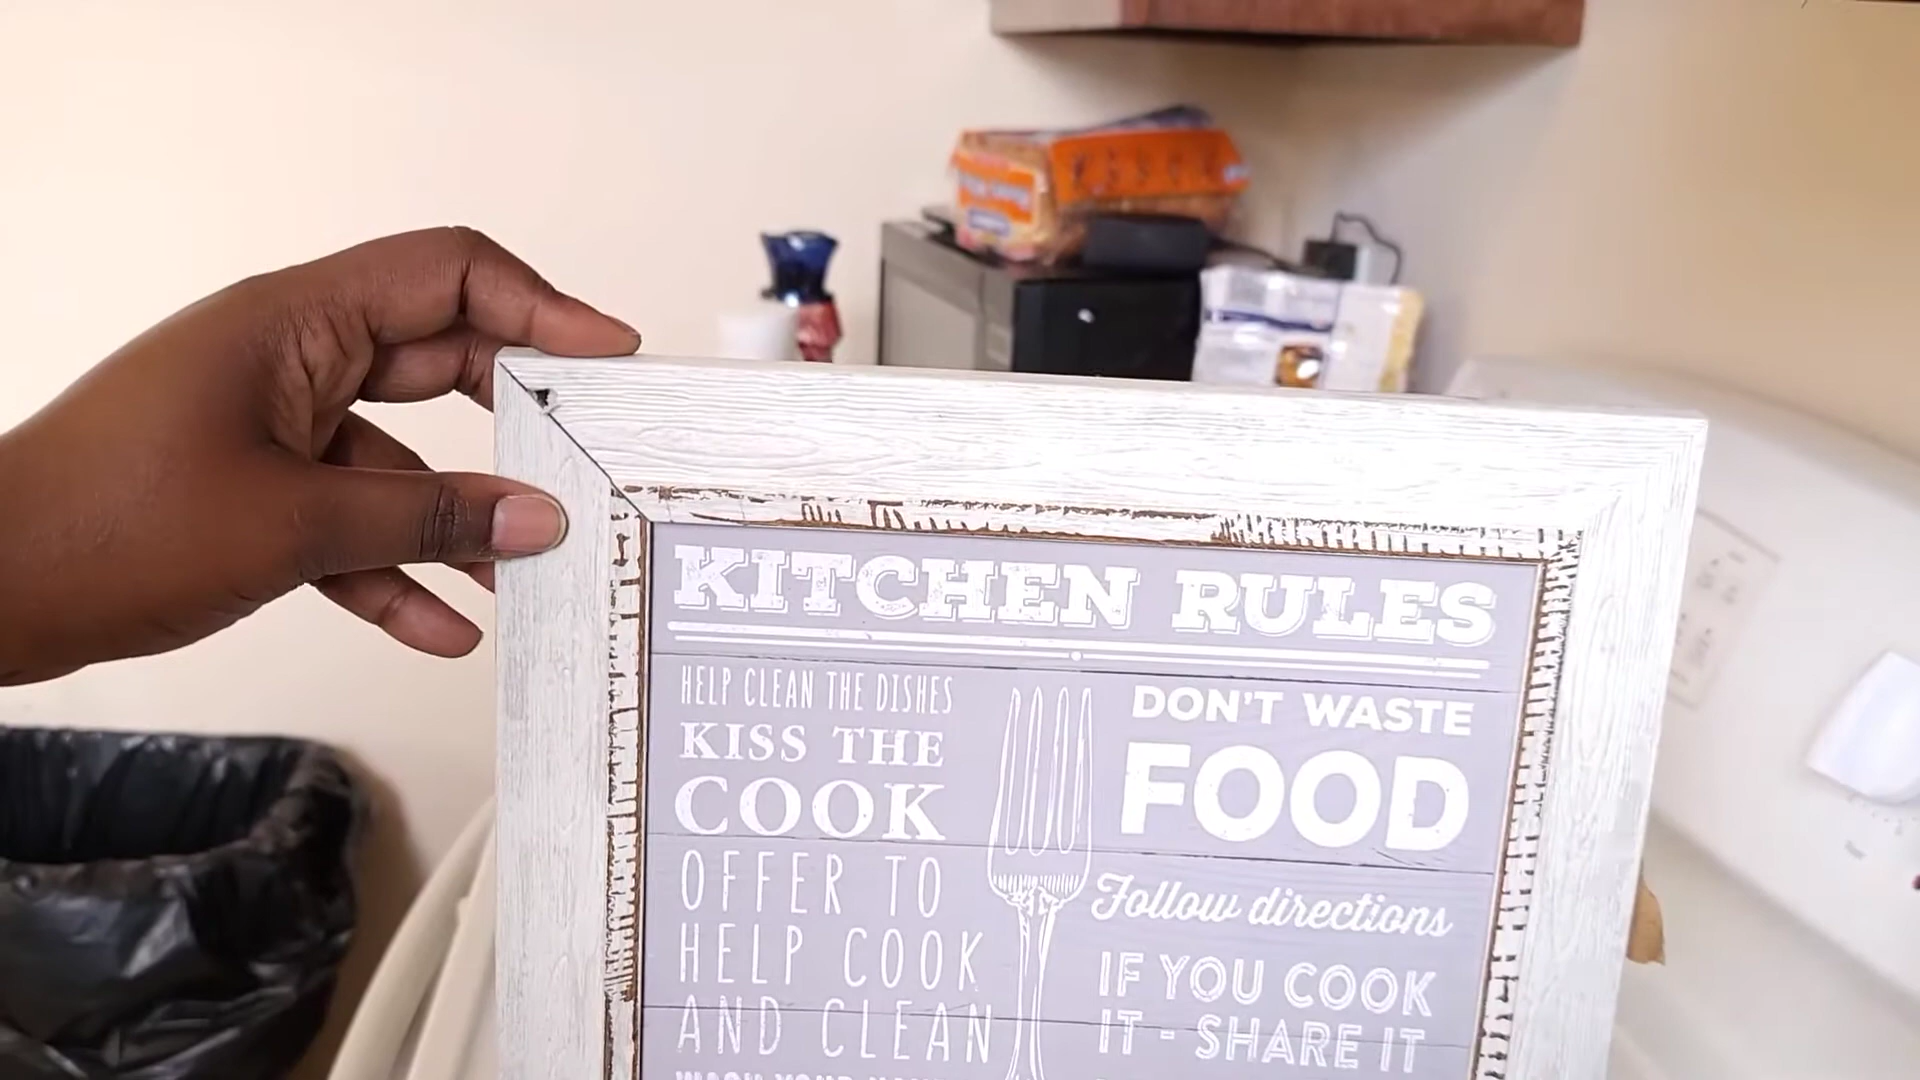 KITCHEN RULES
HELP CLEAN THE DISHES
KISS THE
COOK
OFFER TO
HELP COOK
AND CLEAN
DON'T WASTE
FOOD
Follow directions
IF YOU COOK
IT - SHARE IT